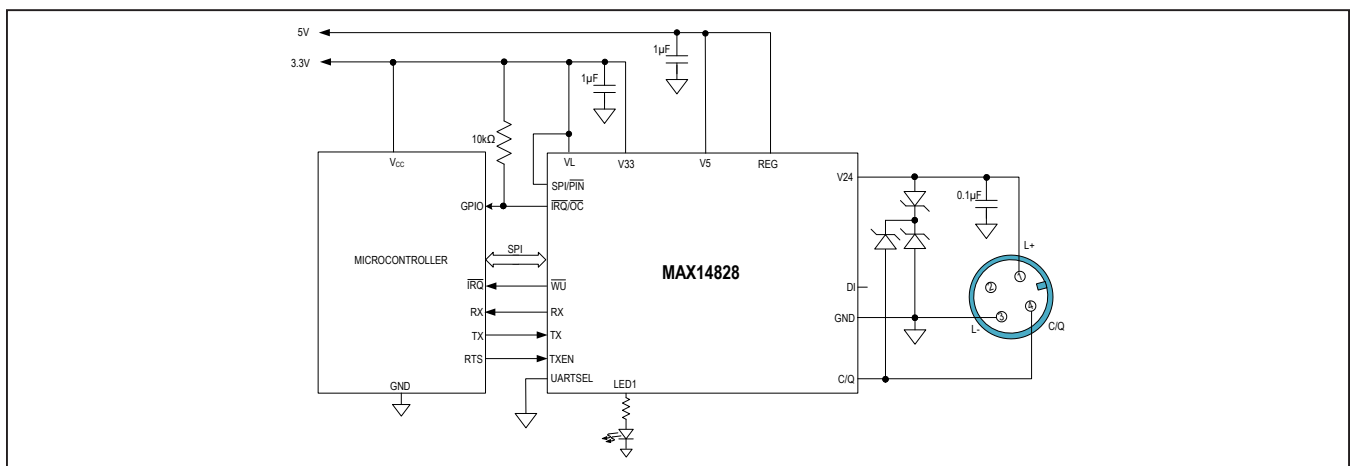 5V
1µF
3.3V
1µF
10kΩ
VCC
VL
V33
V5
REG
V24
SPI/PIN
0.1µF
GPIO
IRQ/OC
L+
SPI
MICROCONTROLLER
MAX14828
1
2
DI
IRQ
WU
4
RX
RX
GND
3
L-
C/Q
TX
TX
RTS
TXEN
UARTSEL
C/Q
GND
LED1